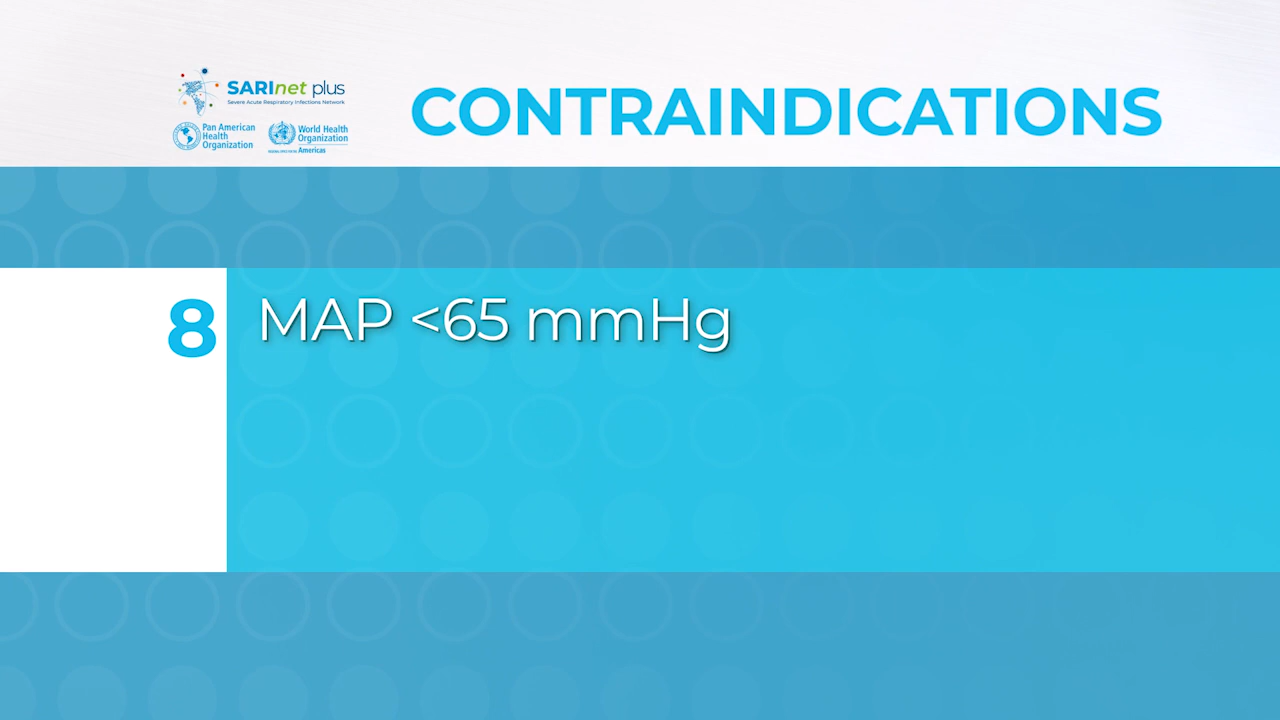 SARInet plus
Severe Acute Respiratory Infections Network
Pan American
Health
Organization
World Health
Organization
Americas
CONTRAINDICATIONS
8
MAP <65 mmHg